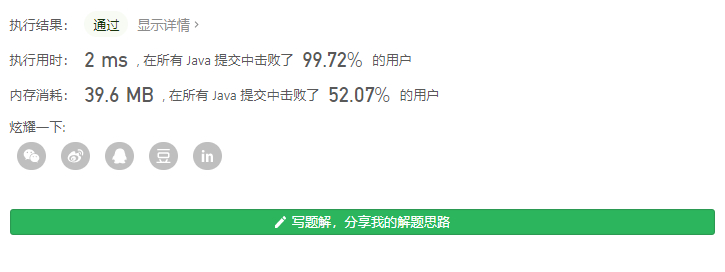 执行结果： 通过 显示详情 ›
执行用时： 2 ms , 在所有 Java 提交中击败了 99.72% 的用户
内存消耗： 39.6 MB , 在所有 Java 提交中击败了 52.07% 的用户
炫耀一下:
豆 in
写题解，分享我的解题思路